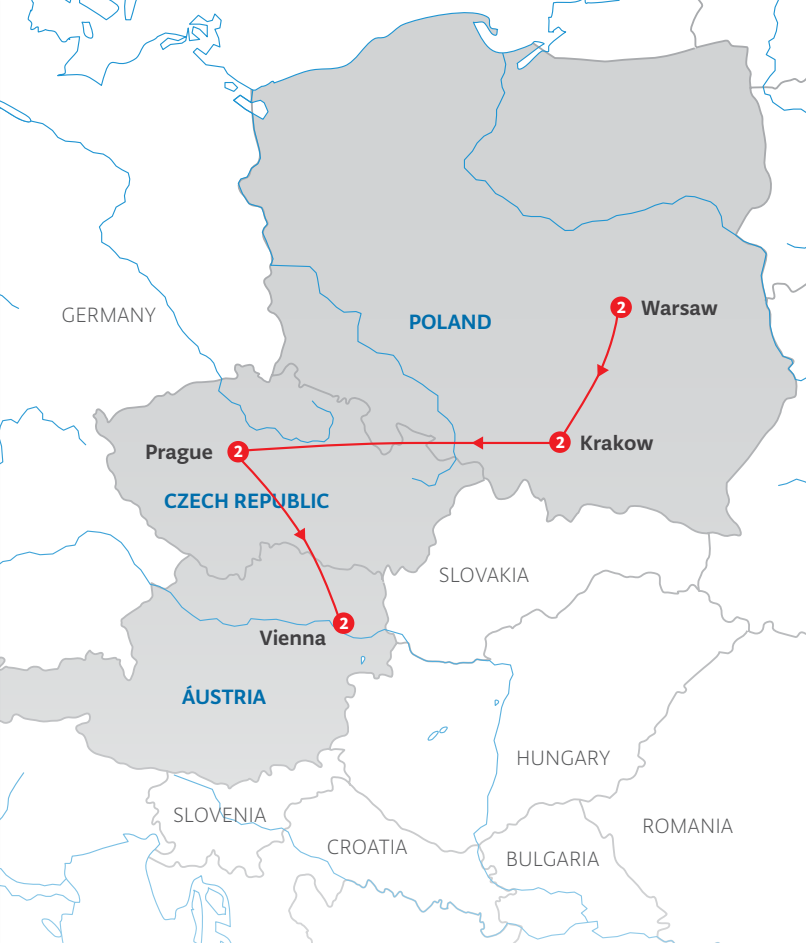 GERMANY
POLAND
2 Warsaw
Prague 2
2 Krakow
CZECH REPUBLIC
SLOVAKIA
2
Vienna
ÁUSTRIA
HUNGARY
SLOVENIA
ROMANIA
CROATIA
BULGARIA